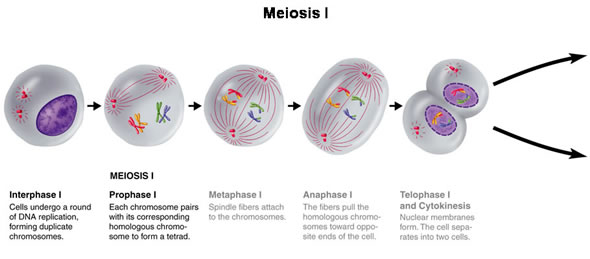 Meiosis I
MEIOSIS I
Interphase I
Cells undergo a round
of DNA replication,
forming duplicate
chromosomes.
Prophase I
Each chromosome pairs
with its corresponding
homologous chromo-
some to form a tetrad.
Metaphase I
Spindle fibers attach
to the chromosomes.
Anaphase I
The fibers pull the
homologous chromo-
somes toward oppo-
site ends of the cell.
Telophase I
and Cytokinesis
Nuclear membranes
form. The cell sepa-
rates into two cells.